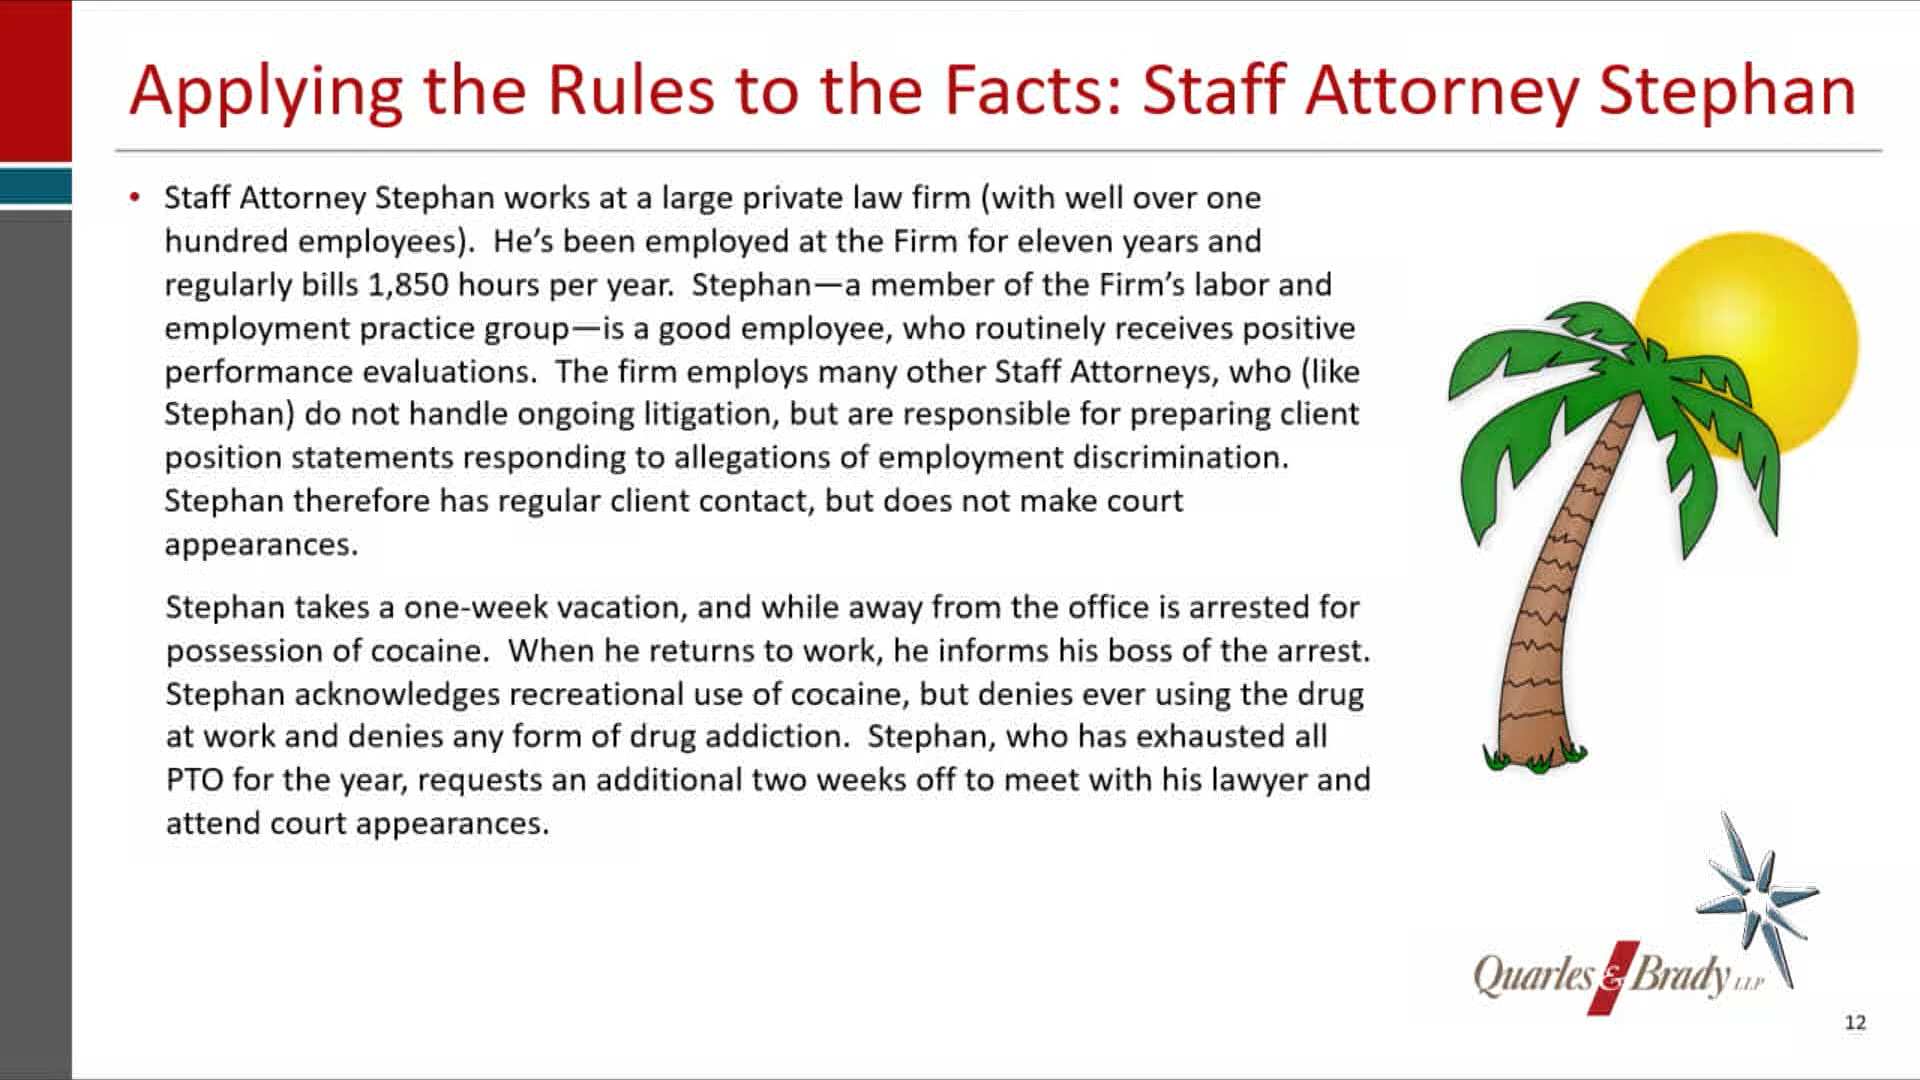 Applying the Rules to the Facts: Staff Attorney Stephan
• Staff Attorney Stephan works at a large private law firm (with well over one
hundred employees).  He’s been employed at the Firm for eleven years and
regularly bills 1,850 hours per year.  Stephan—a member of the Firm’s labor and
employment practice group—is a good employee, who routinely receives positive
performance evaluations.  The firm employs many other Staff Attorneys, who (like
Stephan) do not handle ongoing litigation, but are responsible for preparing client
position statements responding to allegations of employment discrimination.
Stephan therefore has regular client contact, but does not make court
appearances.
Stephan takes a one-week vacation, and while away from the office is arrested for
possession of cocaine.  When he returns to work, he informs his boss of the arrest.
Stephan acknowledges recreational use of cocaine, but denies ever using the drug
at work and denies any form of drug addiction.  Stephan, who has exhausted all
PTO for the year, requests an additional two weeks off to meet with his lawyer and
attend court appearances.
Quarles & Brady LLP
12